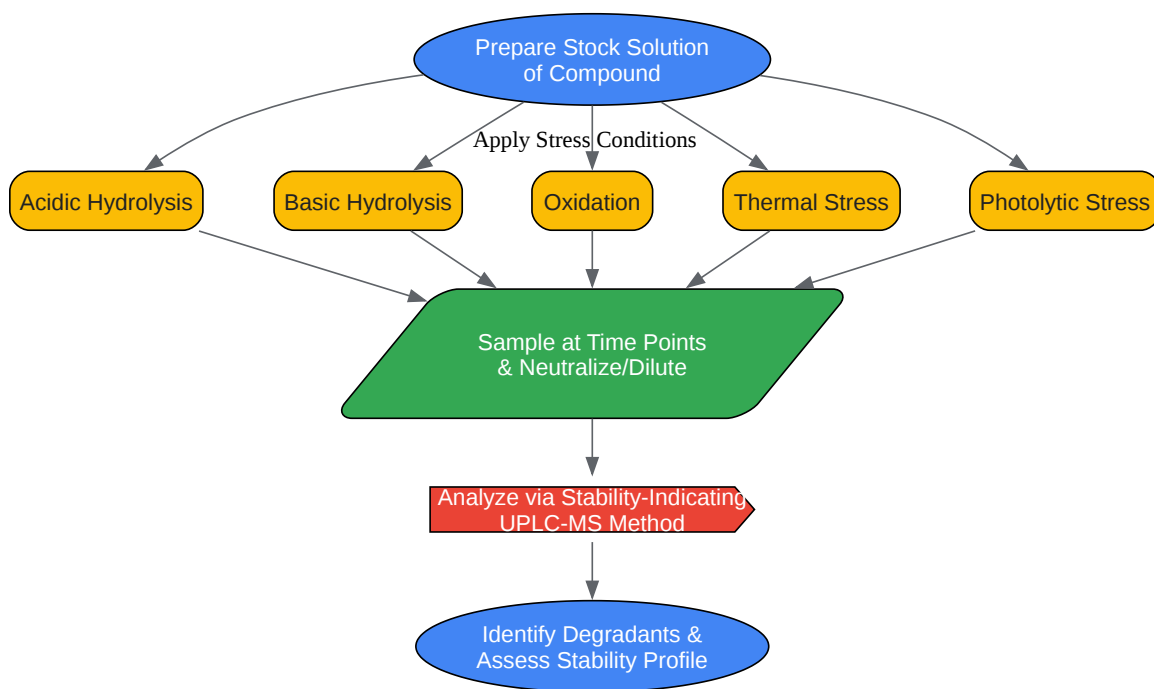 Prepare Stock Solution
of Compound
Apply Stress Conditions
Acidic Hydrolysis
Basic Hydrolysis
Oxidation
Thermal Stress
Photolytic Stress
Sample at Time Points
& Neutralize/Dilute
Analyze via Stability-Indicating
UPLC-MS Method
Identify Degradants &
Assess Stability Profile